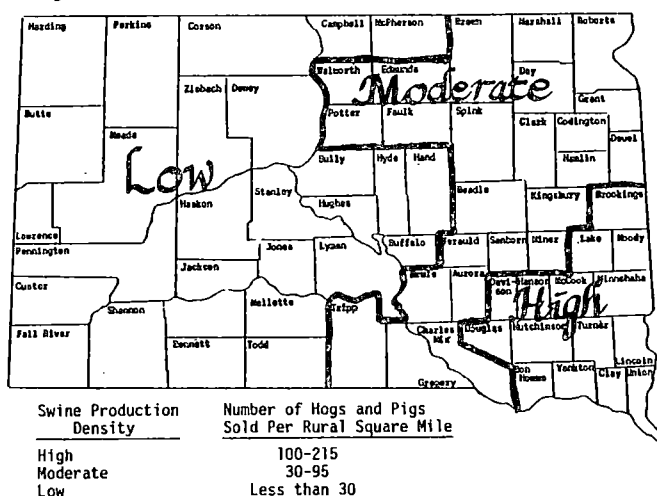 Harding Perkins Corson Campbell McPherson Brown Marshall Roberts
Walworth Edmunds Day
Ziebach Dewey Moderate Grant
Butte Potter Faulk Spink Clark Codington
Meade Deuel
Low Sully Hyde Hand Hamlin
Stanley Beadle Kingsbury Brookings
Haakon Hughes
Lawrence Buffalo Jerauld Sanborn Miner Lake Moody
Pennington Jones Lyman
Jackson Brule Aurora Davison Hanson McCook Minnehaha
Custer High
Shannon Mellette Tripp Charles Mix Douglas Hutchinson Turner
Fall River
Bennett Todd Lincoln
Bon Homme Yankton Clay Union
Gregory
Swine Production Density
Number of Hogs and Pigs Sold Per Rural Square Mile
High 100-215
Moderate 30-95
Low Less than 30